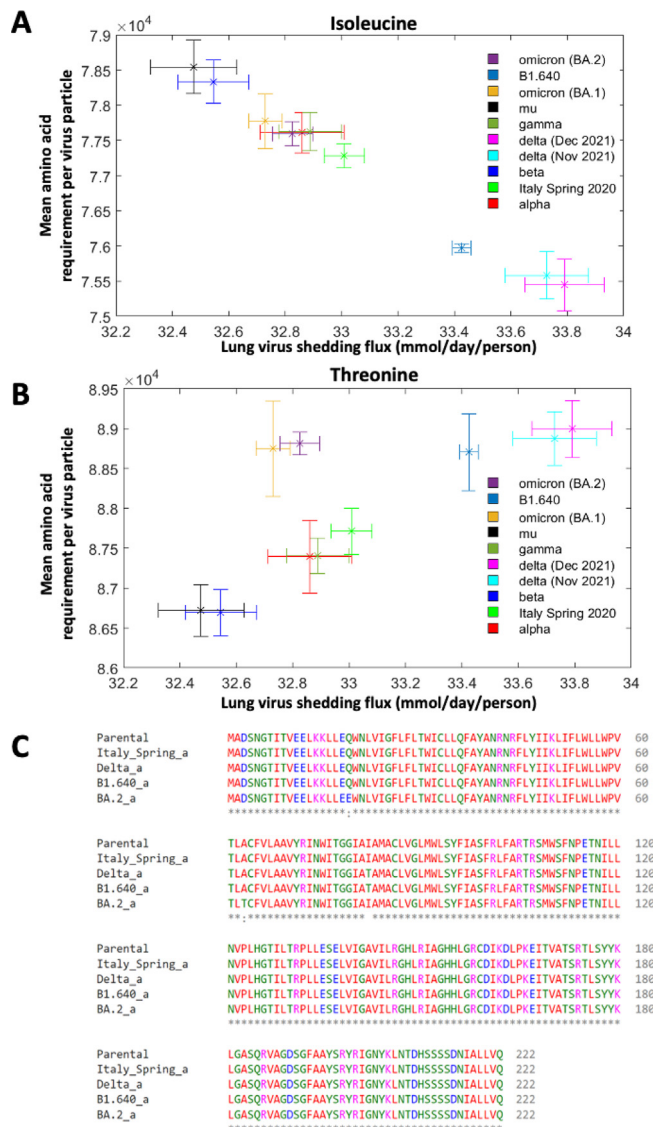 A
Isoleucine
×10⁴
7.9
7.85
7.8
7.75
7.7
7.65
7.6
7.55
7.5
Mean amino acid
requirement per virus particle
omicron (BA.2)
B1.640
omicron (BA.1)
mu
gamma
delta (Dec 2021)
delta (Nov 2021)
beta
Italy Spring 2020
alpha
32.2 32.4 32.6 32.8 33 33.2 33.4 33.6 33.8 34
Lung virus shedding flux (mmol/day/person)
B
Threonine
×10⁴
8.95
8.9
8.85
8.8
8.75
8.7
8.65
8.6
Mean amino acid
requirement per virus particle
omicron (BA.2)
B1.640
omicron (BA.1)
mu
gamma
delta (Dec 2021)
delta (Nov 2021)
beta
Italy Spring 2020
alpha
32.2 32.4 32.6 32.8 33 33.2 33.4 33.6 33.8 34
Lung virus shedding flux (mmol/day/person)
C
Parental MADSNGTITVEELKKLLEQWNLVIGFLFLTWICLLQFAYANRNRFLYIIKLIFLWLLWPV 60
Italy_Spring_a MADSNGTITVEELKKLLEQWNLVIGFLFLTWICLLQFAYANRNRFLYIIKLIFLWLLWPV 60
Delta_a MADSNGTITVEELKKLLEQWNLVIGFLFLTWICLLQFAYANRNRFLYIIKLIFLWLLWPV 60
B1.640_a MADSNGTITVEELKKLLEQWNLVIGFLFLTWICLLQFAYANRNRFLYIIKLIFLWLLWPV 60
BA.2_a MADSNGTITVEELKKLLEEWNLVIGFLFLTWICLLQFAYANRNRFLYIIKLIFLWLLWPV 60
******************:*****************************************
Parental TLACFVLAAVYRINWITGGIAIAMACLVGLMWLSYFIASFRLFARTRSMWSFNPETNILL 120
Italy_Spring_a TLACFVLAAVYRINWITGGIAIAMACLVGLMWLSYFIASFRLFARTRSMWSFNPETNILL 120
Delta_a TLACFVLAAVYRINWITGGIATAMACLVGLMWLSYFIASFRLFARTRSMWSFNPETNILL 120
B1.640_a TLACFVLAAVYRINWITGGIATAMACLVGLMWLSYFIASFRLFARTRSMWSFNPETNILL 120
BA.2_a TLTCFVLAAVYRINWITGGIAIAMACLVGLMWLSYFIASFRLFARTRSMWSFNPETNILL 120
**:****************** **************************************
Parental NVPLHGTILTRPLLESELVIGAVILRGHLRIAGHHLGRCDIKDLPKEITVATSRTLSYYK 180
Italy_Spring_a NVPLHGTILTRPLLESELVIGAVILRGHLRIAGHHLGRCDIKDLPKEITVATSRTLSYYK 180
Delta_a NVPLHGTILTRPLLESELVIGAVILRGHLRIAGHHLGRCDIKDLPKEITVATSRTLSYYK 180
B1.640_a NVPLHGTILTRPLLESELVIGAVILRGHLRIAGHHLGRCDIKDLPKEITVATSRTLSYYK 180
BA.2_a NVPLHGTILTRPLLESELVIGAVILRGHLRIAGHHLGRCDIKDLPKEITVATSRTLSYYK 180
************************************************************
Parental LGASQRVAGDSGFAAYSRYRIGNYKLNTDHSSSSDNIALLVQ 222
Italy_Spring_a LGASQRVAGDSGFAAYSRYRIGNYKLNTDHSSSSDNIALLVQ 222
Delta_a LGASQRVAGDSGFAAYSRYRIGNYKLNTDHSSSSDNIALLVQ 222
B1.640_a LGASQRVAGDSGFAAYSRYRIGNYKLNTDHSSSSDNIALLVQ 222
BA.2_a LGASQRVAGDSGFAAYSRYRIGNYKLNTDHSSSSDNIALLVQ 222
******************************************